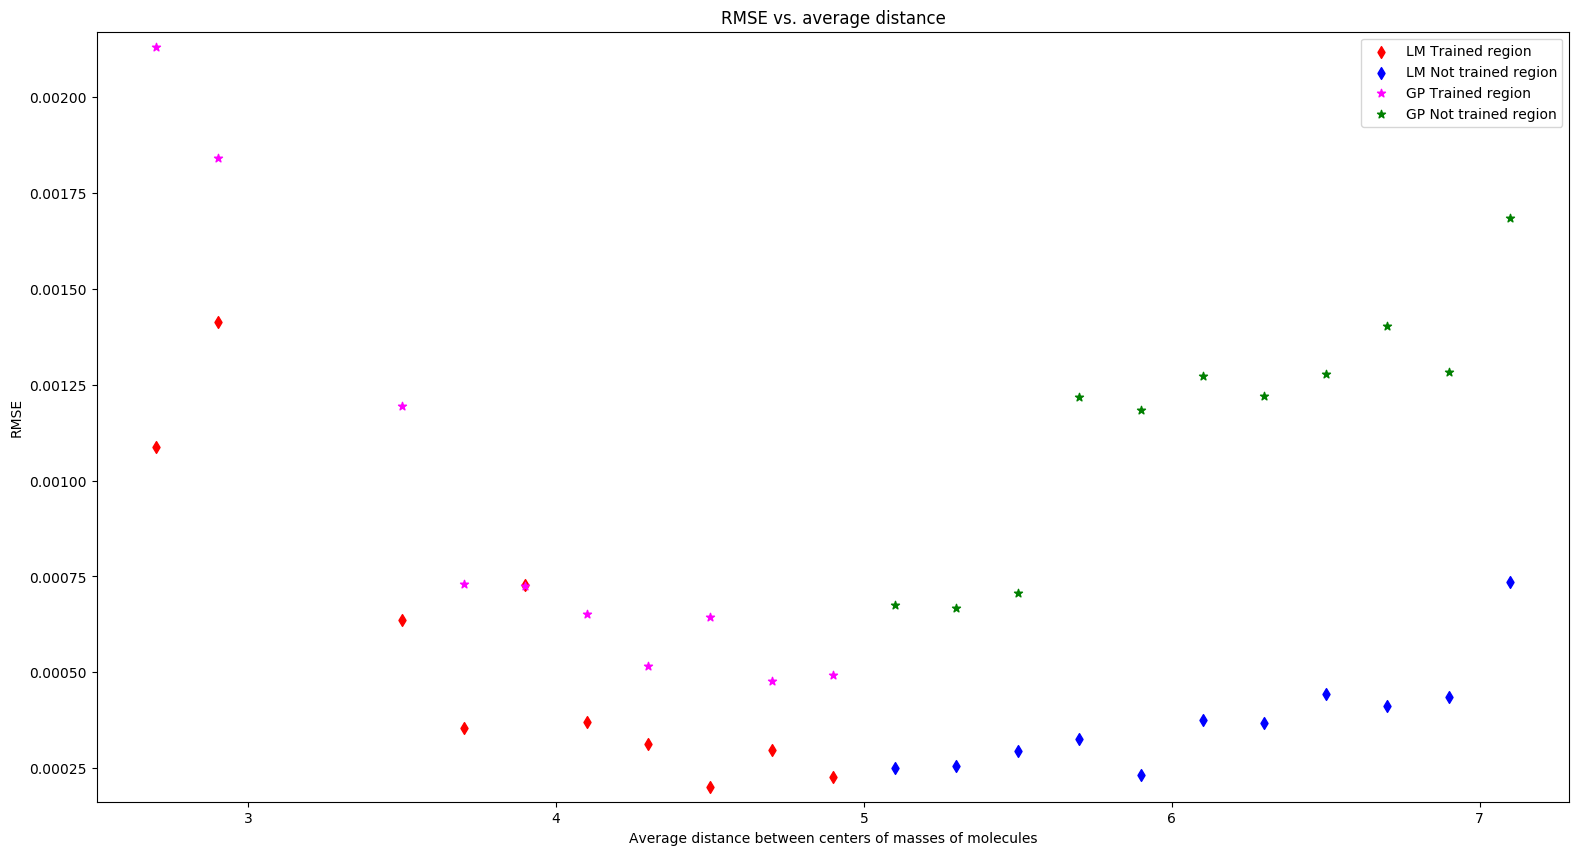 RMSE vs. average distance
LM Trained region
LM Not trained region
GP Trained region
GP Not trained region
0.00200
0.00175
0.00150
0.00125
0.00100
0.00075
0.00050
0.00025
RMSE
3 4 5 6 7
Average distance between centers of masses of molecules